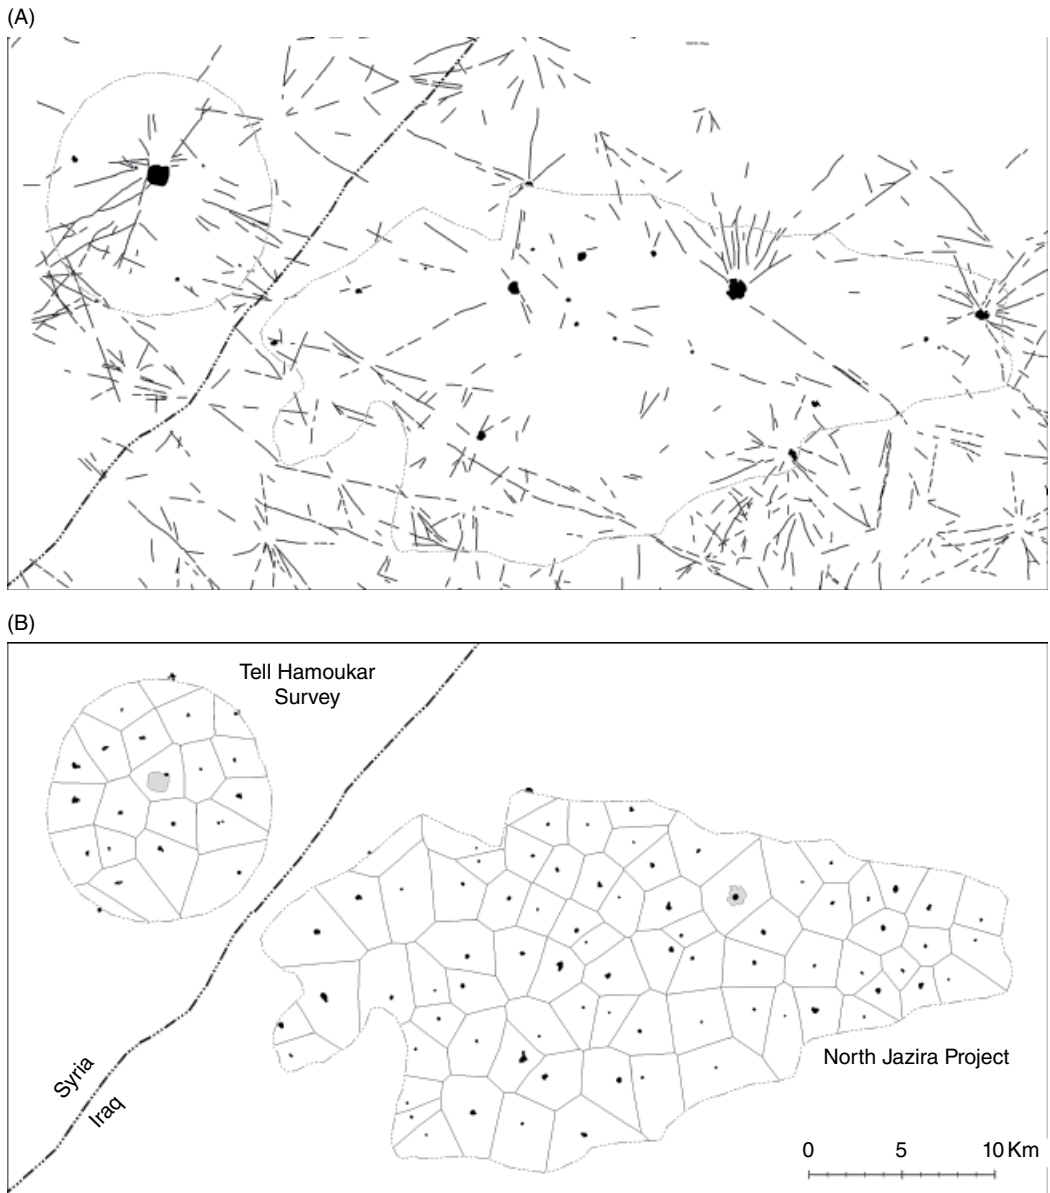 (A)
(B)
Tell Hamoukar
Survey
North Jazira Project
Syria
Iraq
0 5 10 Km